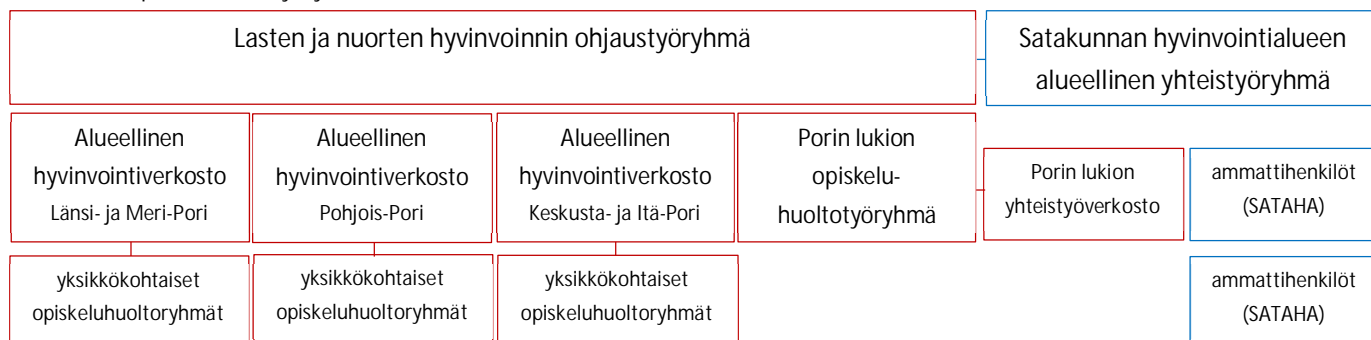 Lasten ja nuorten hyvinvoinnin ohjaustyöryhmä
Satakunnan hyvinvointialueen
alueellinen yhteistyöryhmä
Alueellinen
hyvinvointiverkosto
Länsi- ja Meri-Pori
Alueellinen
hyvinvointiverkosto
Pohjois-Pori
Alueellinen
hyvinvointiverkosto
Keskusta- ja Itä-Pori
Porin lukion
opiskelu-
huoltotyöryhmä
Porin lukion
yhteistyöverkosto
ammattihenkilöt
(SATAHA)
yksikkökohtaiset
opiskeluhuoltoryhmät
yksikkökohtaiset
opiskeluhuoltoryhmät
yksikkökohtaiset
opiskeluhuoltoryhmät
ammattihenkilöt
(SATAHA)